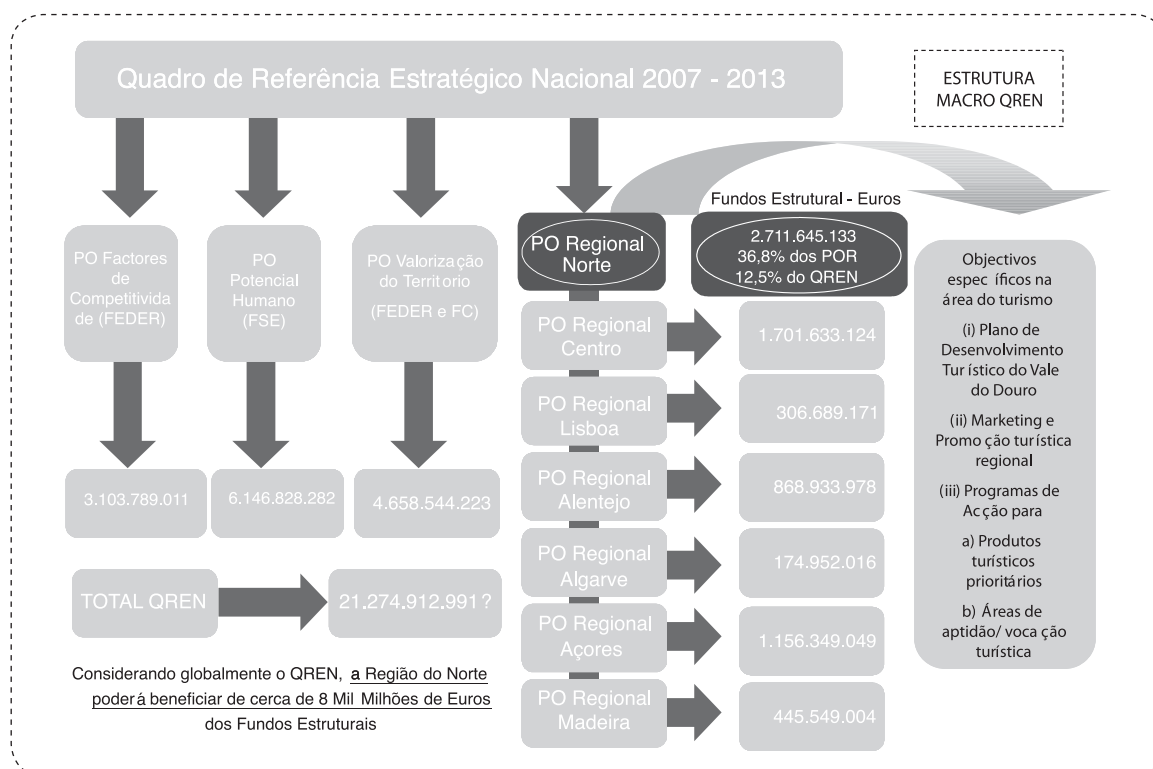 Quadro de Referência Estratégico Nacional 2007 - 2013
ESTRUTURA
MACRO QREN
PO Factores
de
Competitivida
de (FEDER)
PO
Potencial
Humano
(FSE)
PO Valorização
do Territorio
(FEDER e FC)
3.103.789.011
6.146.828.282
4.658.544.223
TOTAL QREN
21.274.912.991?
Considerando globalmente o QREN, a Região do Norte
poderá beneficiar de cerca de 8 Mil Milhões de Euros
dos Fundos Estruturais
Fundos Estrutural - Euros
PO Regional
Norte
2.711.645.133
36,8% dos POR
12,5% do QREN
PO Regional
Centro
1.701.633.124
PO Regional
Lisboa
306.689.171
PO Regional
Alentejo
868.933.978
PO Regional
Algarve
174.952.016
PO Regional
Açores
1.156.349.049
PO Regional
Madeira
445.549.004
Objectivos
espec íficos na
área do turismo
(i) Plano de
Desenvolvimento
Tur ístico do Vale
do Douro
(ii) Marketing e
Promo ção turística
regional
(iii) Programas de
Acção para
a) Produtos
turísticos
prioritários
b) Áreas de
aptidão/ voca ção
turística